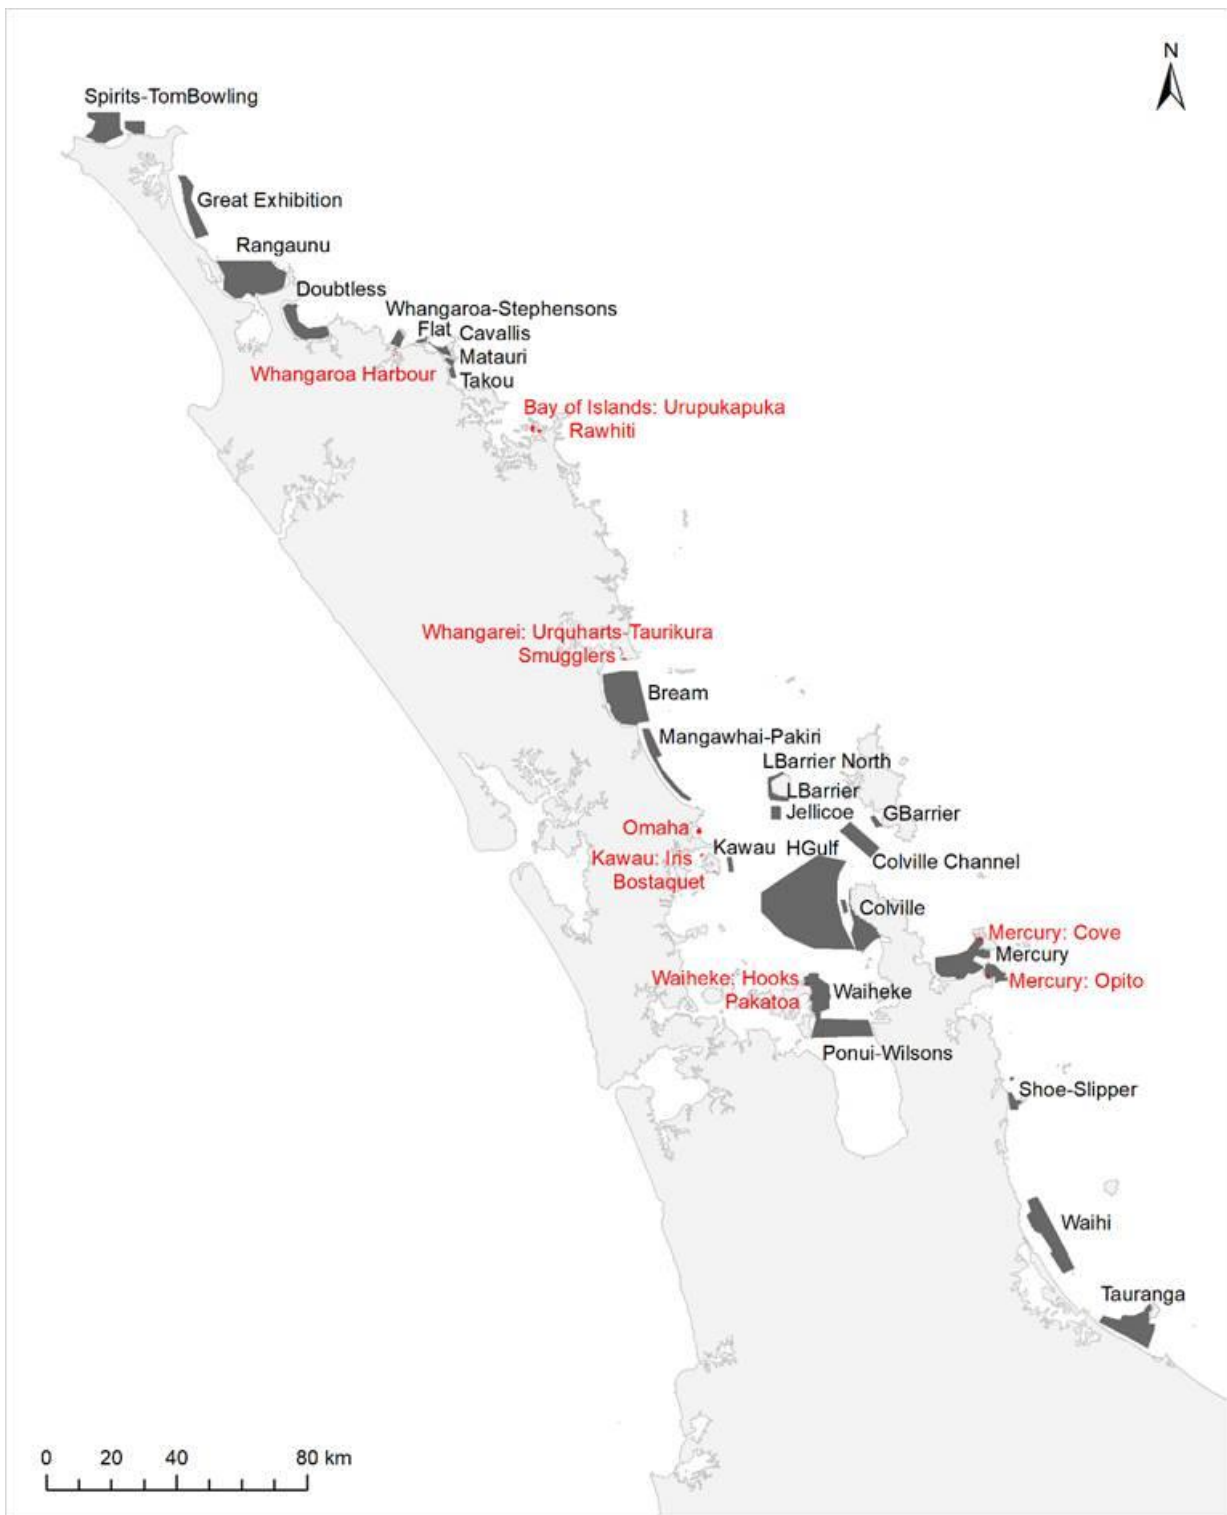 N
Spirits-TomBowling
Great Exhibition
Rangaunu
Doubtless
Whangaroa-Stephensons
Flat
Cavallis
Matauri
Takou
Whangaroa Harbour
Bay of Islands: Urupukapuka
Rawhiti
Whangarei: Urquharts-Taurikura
Smugglers
Bream
Mangawhai-Pakiri
LBarrier North
LBarrier
Jellicoe
GBarrier
Omaha
Kawau
HGulf
Colville Channel
Kawau: Iris
Bostaquet
Colville
Mercury: Cove
Mercury
Mercury: Opito
Waiheke: Hooks
Pakatoa
Waiheke
Ponui-Wilsons
Shoe-Slipper
Waihi
Tauranga
0 20 40 80 km